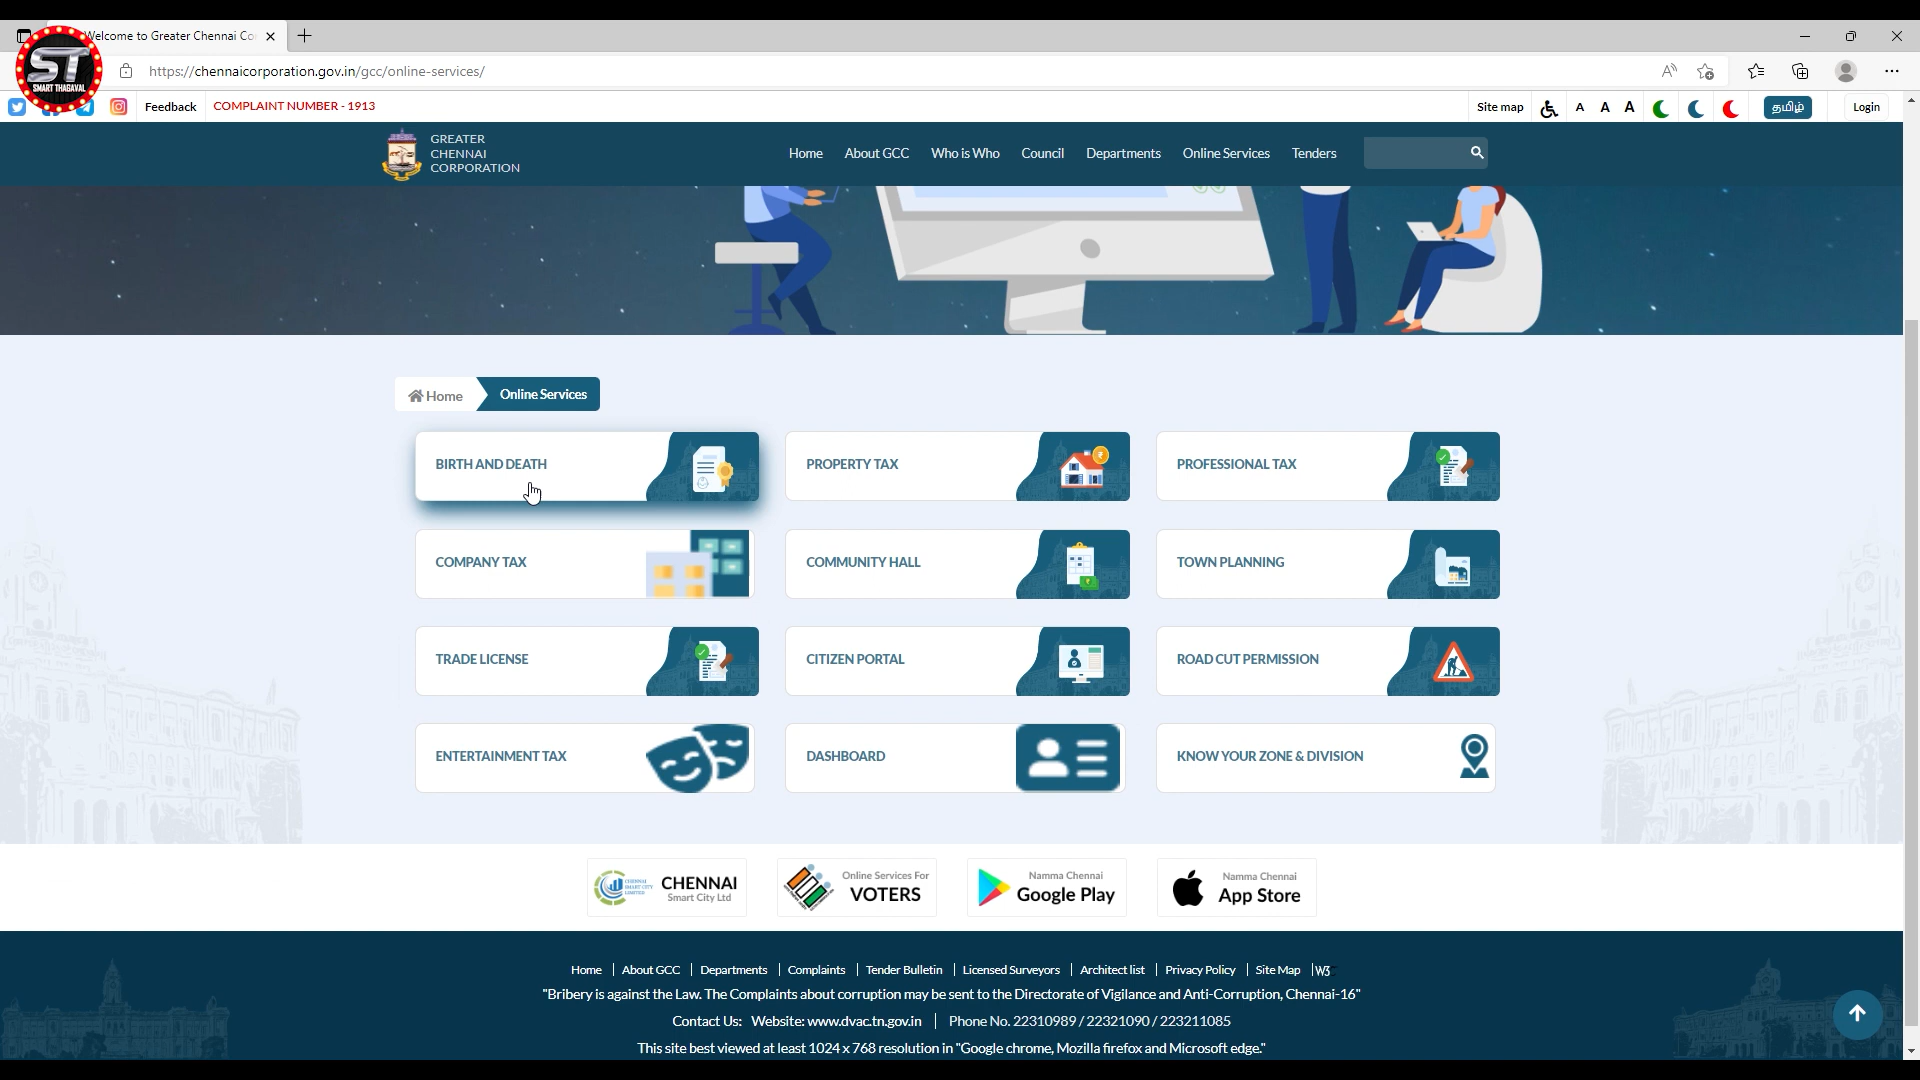 Welcome to Greater Chennai Co
https://chennaicorporation.gov.in/gcc/online-services/
ST
SMART THAGAVAL
Feedback
COMPLAINT NUMBER - 1913
Site map
A A A
தமிழ்
Login
GREATER
CHENNAI
CORPORATION
Home About GCC Who is Who Council Departments Online Services Tenders
Home Online Services
BIRTH AND DEATH
PROPERTY TAX
PROFESSIONAL TAX
COMPANY TAX
COMMUNITY HALL
TOWN PLANNING
TRADE LICENSE
CITIZEN PORTAL
ROAD CUT PERMISSION
ENTERTAINMENT TAX
DASHBOARD
KNOW YOUR ZONE & DIVISION
CHENNAI
Smart City Ltd
Online Services For
VOTERS
Namma Chennai
Google Play
Namma Chennai
App Store
Home | About GCC | Departments | Complaints | Tender Bulletin | Licensed Surveyors | Architect list | Privacy Policy | Site Map | W3C
"Bribery is against the Law. The Complaints about corruption may be sent to the Directorate of Vigilance and Anti-Corruption, Chennai-16"
Contact Us: Website: www.dvac.tn.gov.in | Phone No. 22310989 / 22321090 / 223211085
This site best viewed at least 1024 x 768 resolution in "Google chrome, Mozilla firefox and Microsoft edge."